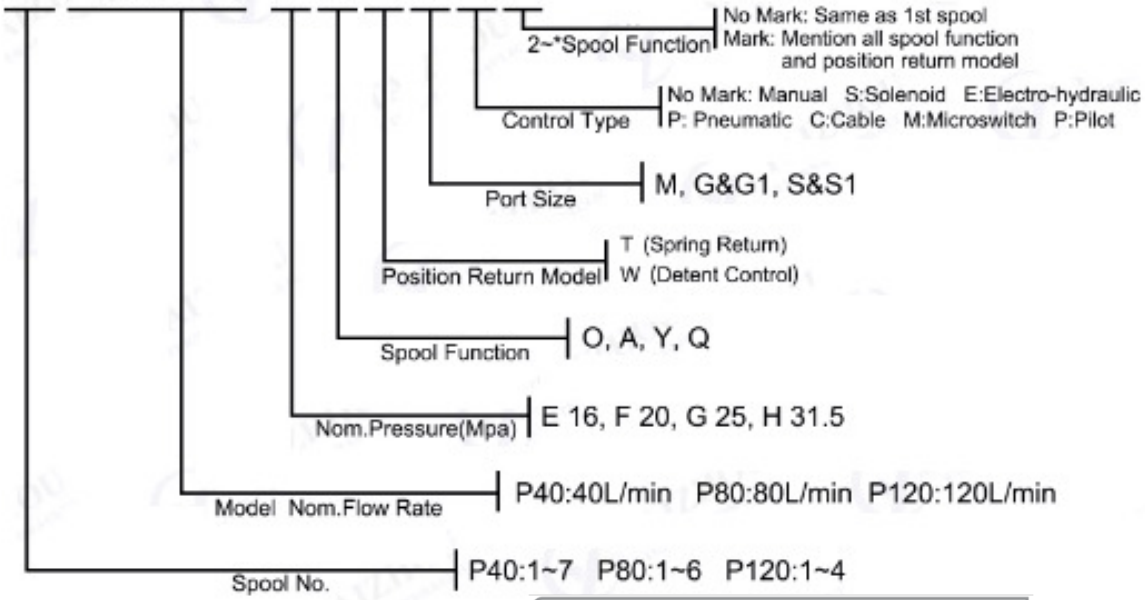 No Mark: Same as 1st spool
2~*Spool Function Mark: Mention all spool function
and position return model
No Mark: Manual S:Solenoid E:Electro-hydraulic
Control Type P: Pneumatic C:Cable M:Microswitch P:Pilot
M, G&G1, S&S1
Port Size
T (Spring Return)
Position Return Model W (Detent Control)
O, A, Y, Q
Spool Function
E 16, F 20, G 25, H 31.5
Nom.Pressure(Mpa)
P40:40L/min P80:80L/min P120:120L/min
Model Nom.Flow Rate
P40:1~7 P80:1~6 P120:1~4
Spool No.